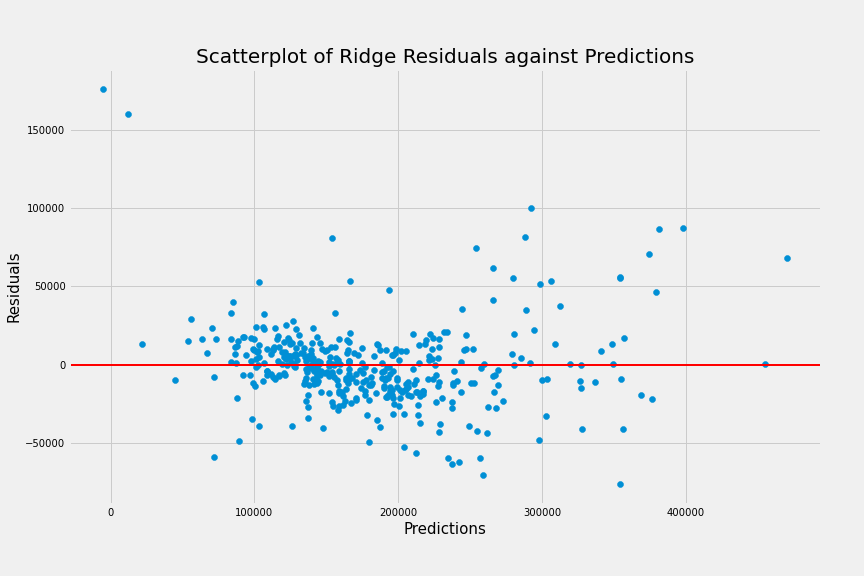 Scatterplot of Ridge Residuals against Predictions
150000
100000
50000
0
−50000
Residuals
0 100000 200000 300000 400000
Predictions